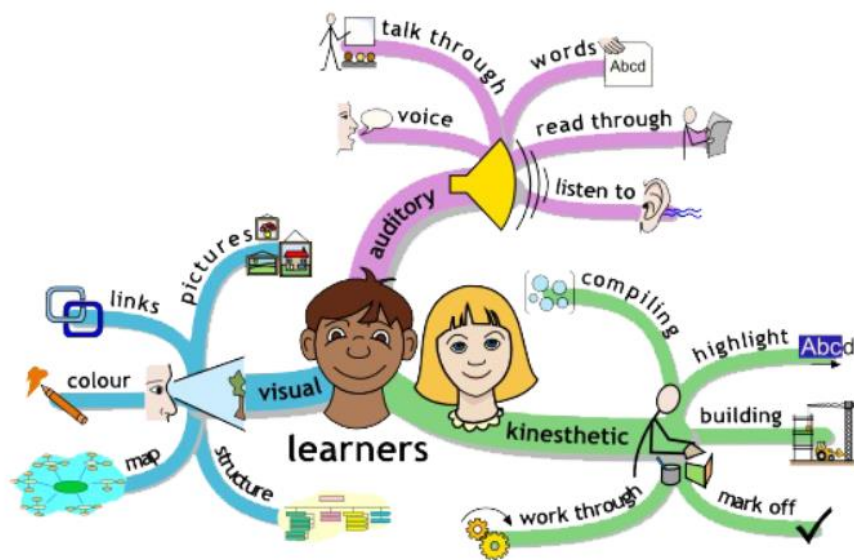 learners
auditory
talk through
voice
words
Abcd
read through
listen to
visual
pictures
links
colour
map
structure
kinesthetic
compiling
highlight
Abcd
building
mark off
work through